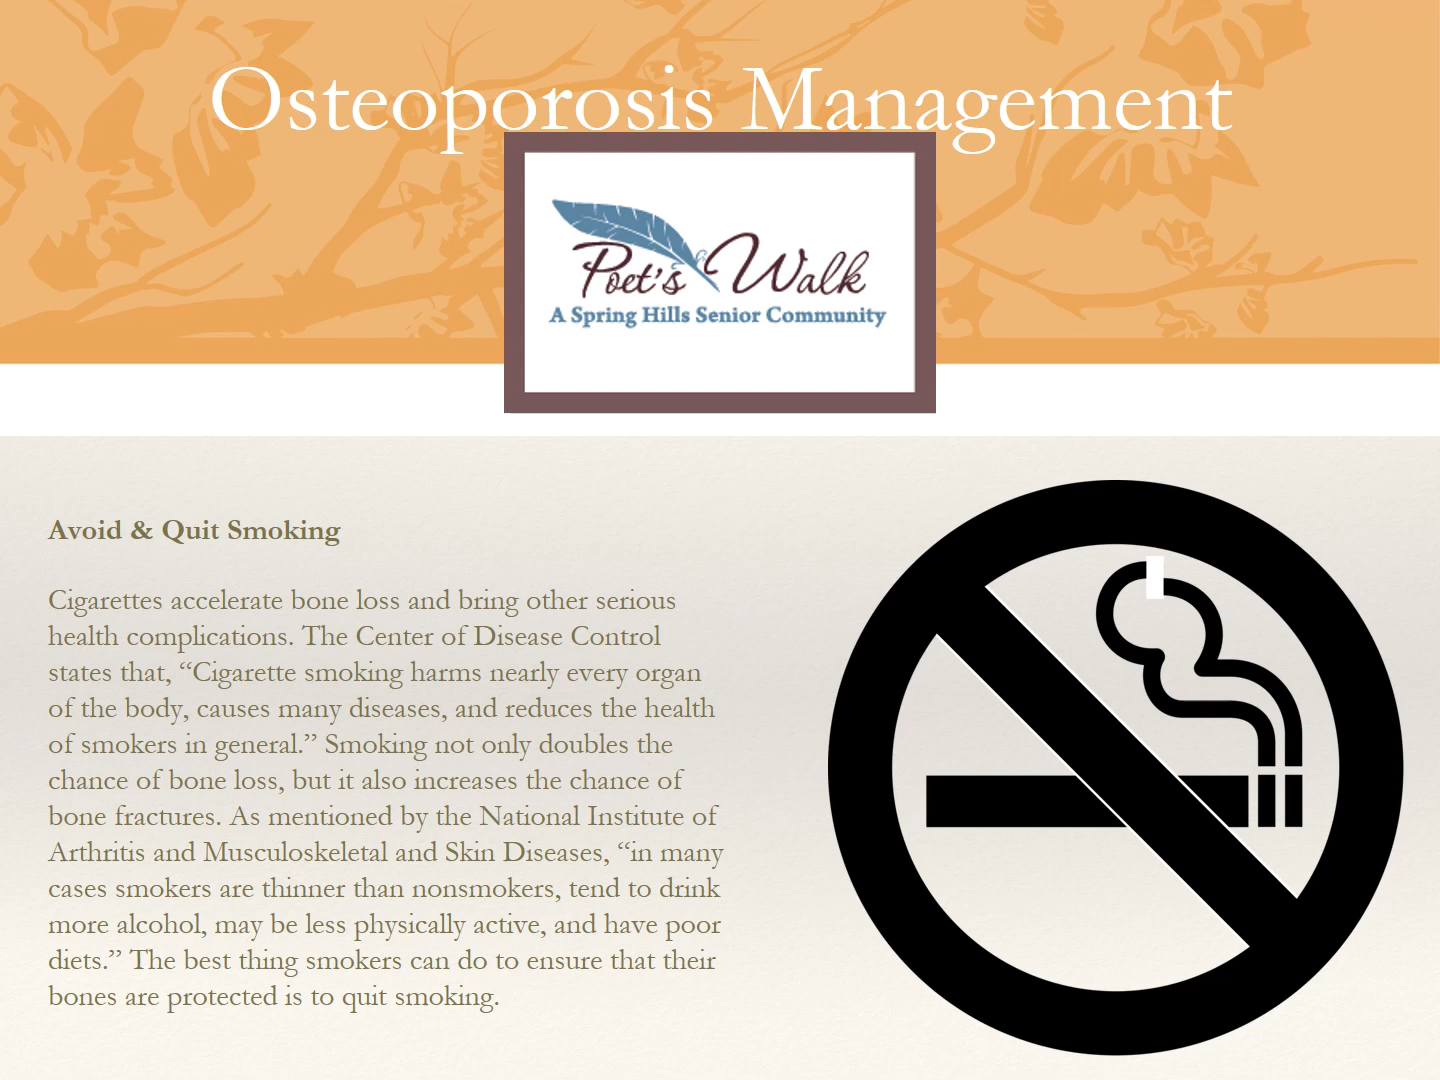 Osteoporosis Management
Poet's Walk
A Spring Hills Senior Community
Avoid & Quit Smoking
Cigarettes accelerate bone loss and bring other serious
health complications. The Center of Disease Control
states that, “Cigarette smoking harms nearly every organ
of the body, causes many diseases, and reduces the health
of smokers in general.” Smoking not only doubles the
chance of bone loss, but it also increases the chance of
bone fractures. As mentioned by the National Institute of
Arthritis and Musculoskeletal and Skin Diseases, “in many
cases smokers are thinner than nonsmokers, tend to drink
more alcohol, may be less physically active, and have poor
diets.” The best thing smokers can do to ensure that their
bones are protected is to quit smoking.